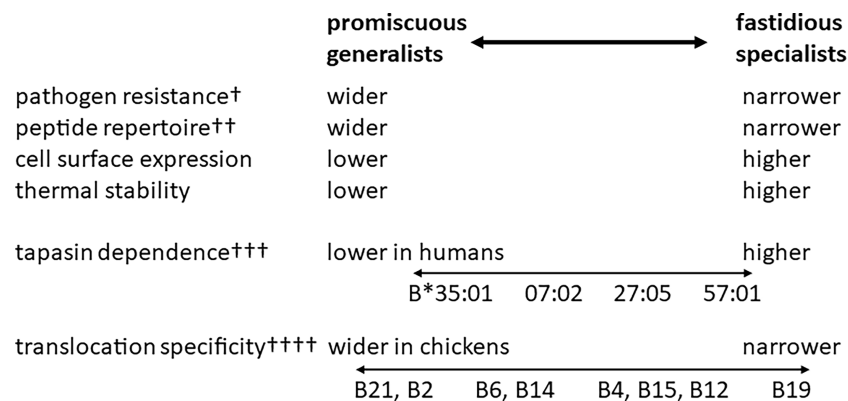 promiscuous generalists fastidious specialists
pathogen resistance† wider narrower
peptide repertoire†† wider narrower
cell surface expression lower higher
thermal stability lower higher
tapasin dependence††† lower in humans higher
B*35:01 07:02 27:05 57:01
translocation specificity†††† wider in chickens narrower
B21, B2 B6, B14 B4, B15, B12 B19